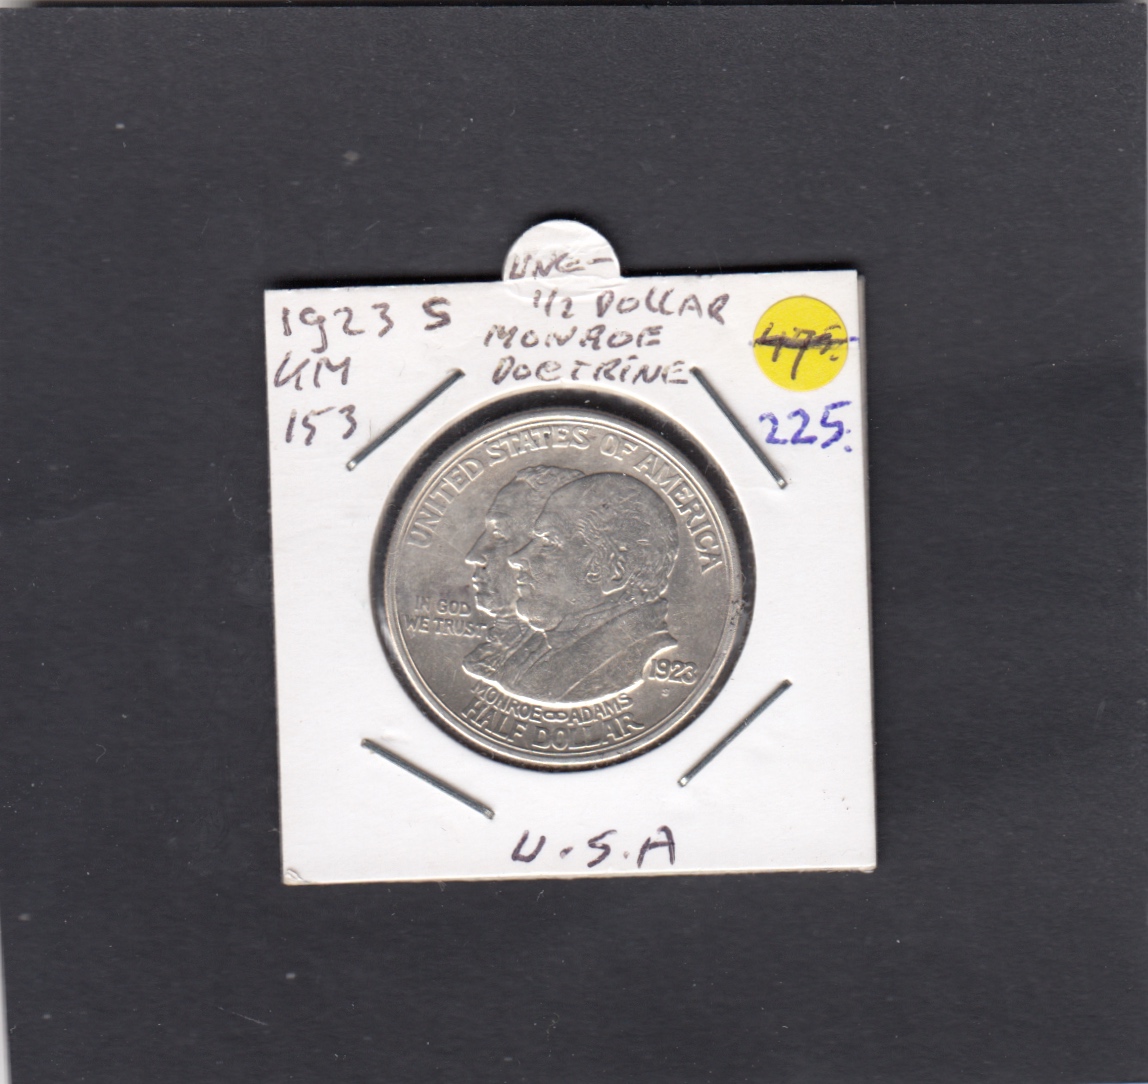 UNC-
1923 S
1/2 DOLLAR
MONROE
DOCTRINE
KM
153
475.
225.
UNITED STATES OF AMERICA
IN GOD
WE TRUST
1923
S
MONROE ADAMS
HALF DOLLAR
U.S.A